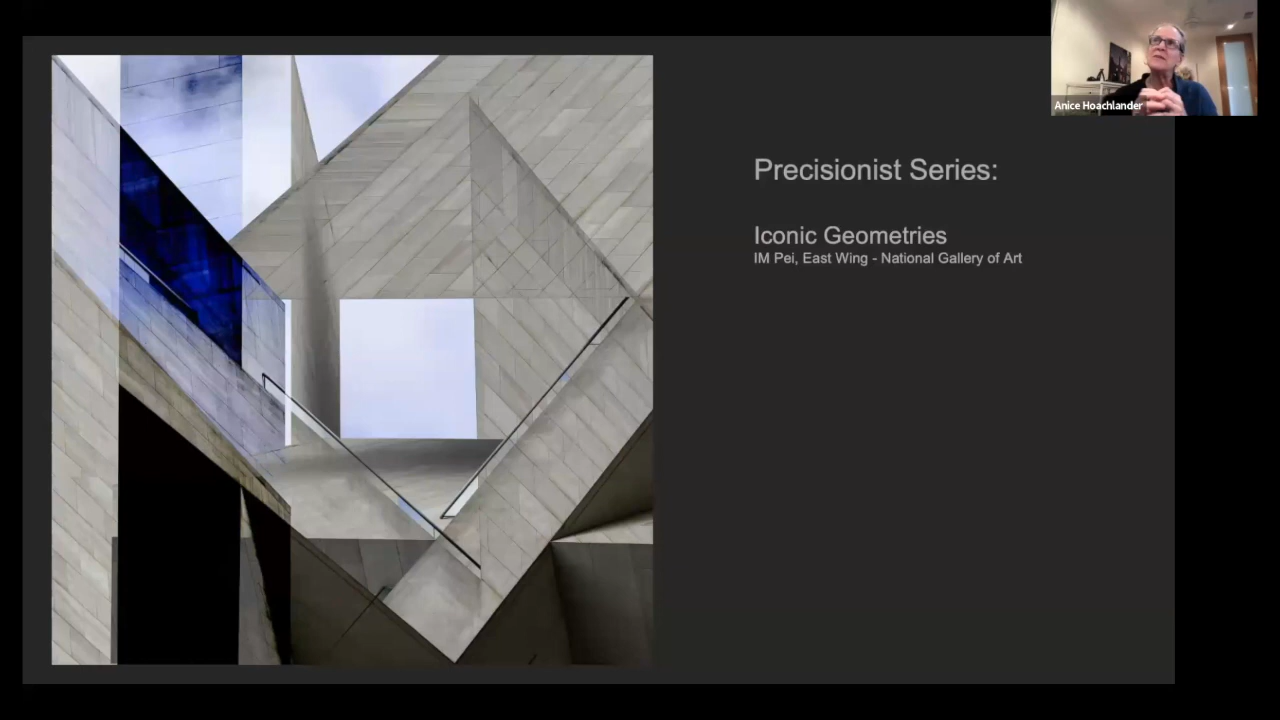 Anice Hoachlander
Precisionist Series:
Iconic Geometries
IM Pei, East Wing - National Gallery of Art